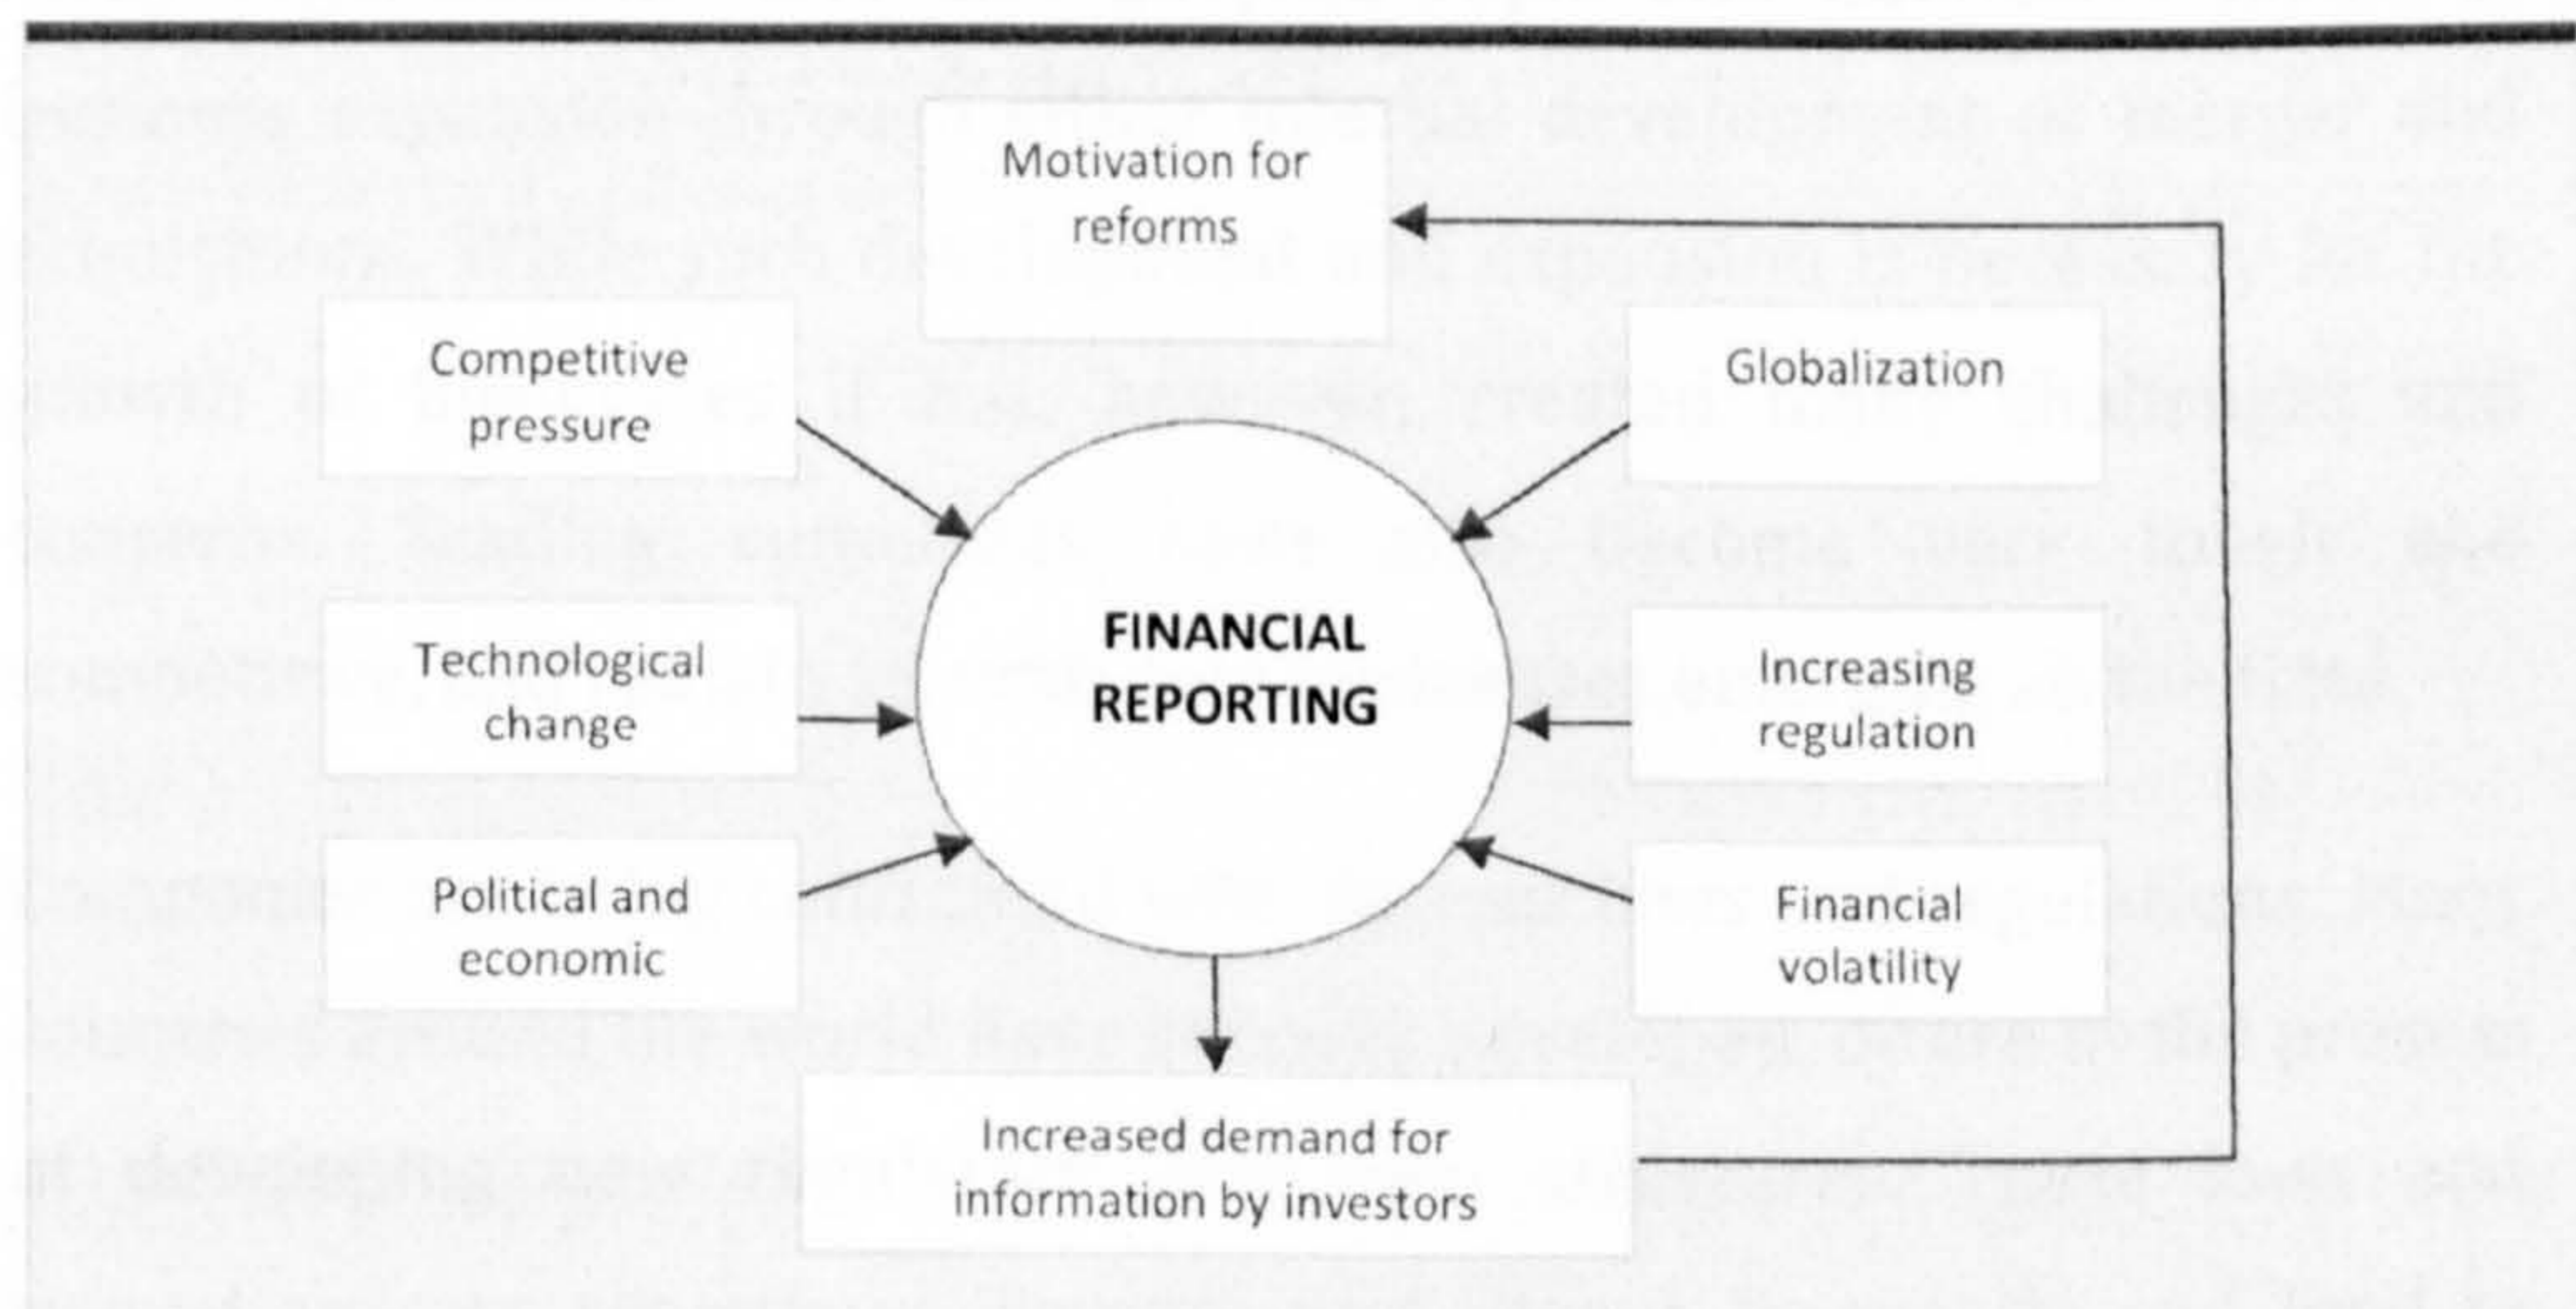 Motivation for
reforms
Competitive
pressure
Globalization
FINANCIAL
REPORTING
Technological
change
Increasing
regulation
Political and
economic
Financial
volatility
Increased demand for
information by investors